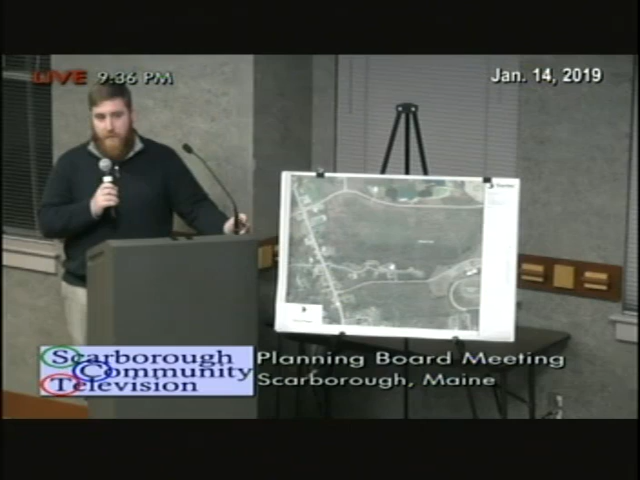 LIVE 9:36 PM
Jan. 14, 2019
Scarborough
Community
Television
Planning Board Meeting
Scarborough, Maine